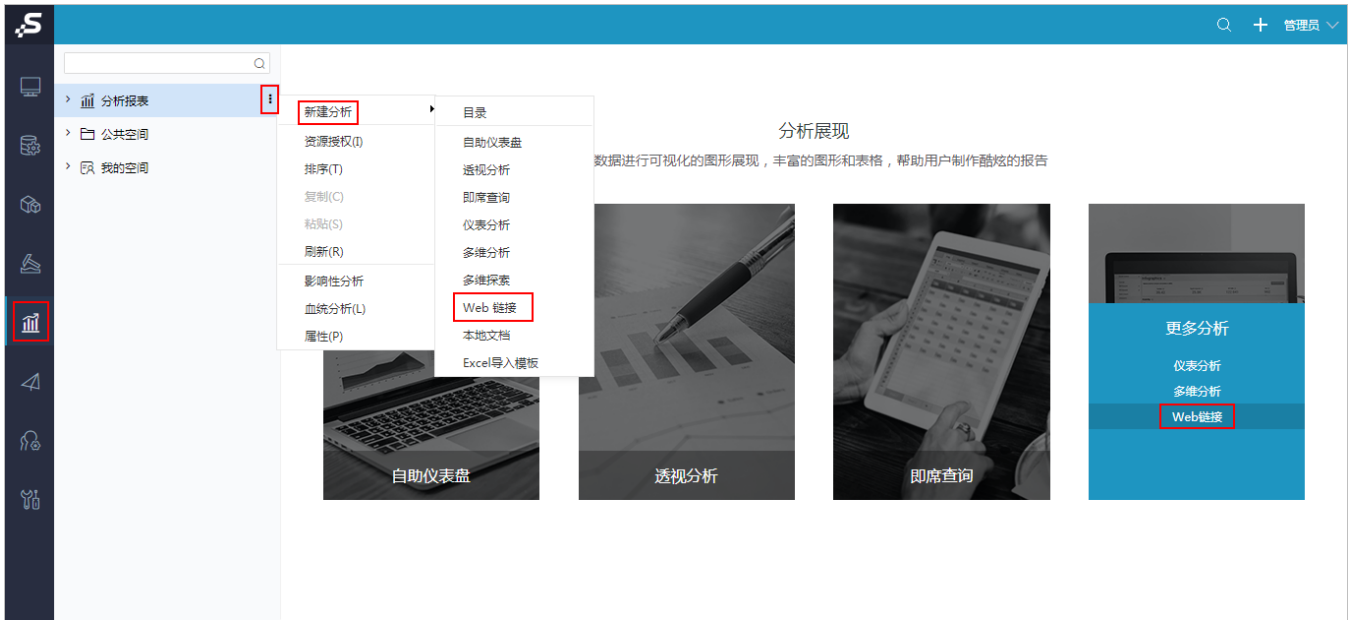 管理员
分析报表
公共空间
我的空间
新建分析
资源授权(I)
排序(T)
复制(C)
粘贴(S)
刷新(R)
影响性分析
血统分析(L)
属性(P)
目录
自助仪表盘
透视分析
即席查询
仪表分析
多维分析
多维探索
Web 链接
本地文档
Excel导入模板
分析展现
数据进行可视化的图形展现，丰富的图形和表格，帮助用户制作酷炫的报告
自助仪表盘
透视分析
即席查询
更多分析
仪表分析
多维分析
Web链接